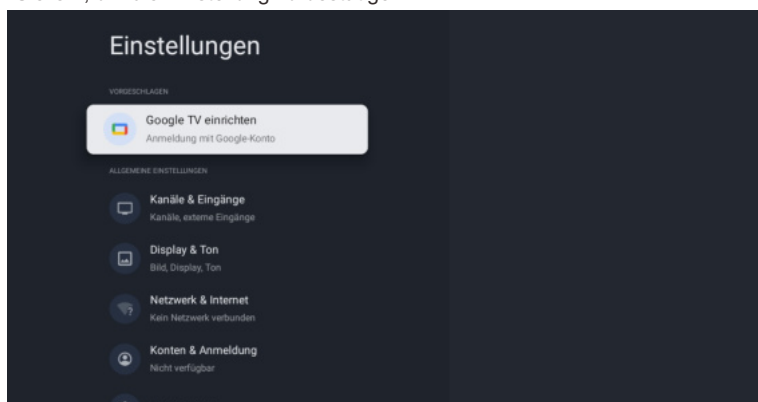 Einstellungen
VORGESCHLAGEN
Google TV einrichten
Anmeldung mit Google-Konto
ALLGEMEINE EINSTELLUNGEN
Kanäle & Eingänge
Kanäle, externe Eingänge
Display & Ton
Bild, Display, Ton
Netzwerk & Internet
Kein Netzwerk verbunden
Konten & Anmeldung
Nicht verfügbar